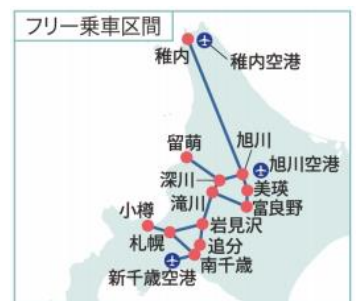 フリー乗車区間
稚内
稚内空港
留萌
旭川
旭川空港
深川
美瑛
滝川
富良野
小樽
岩見沢
札幌
追分
南千歳
新千歳空港